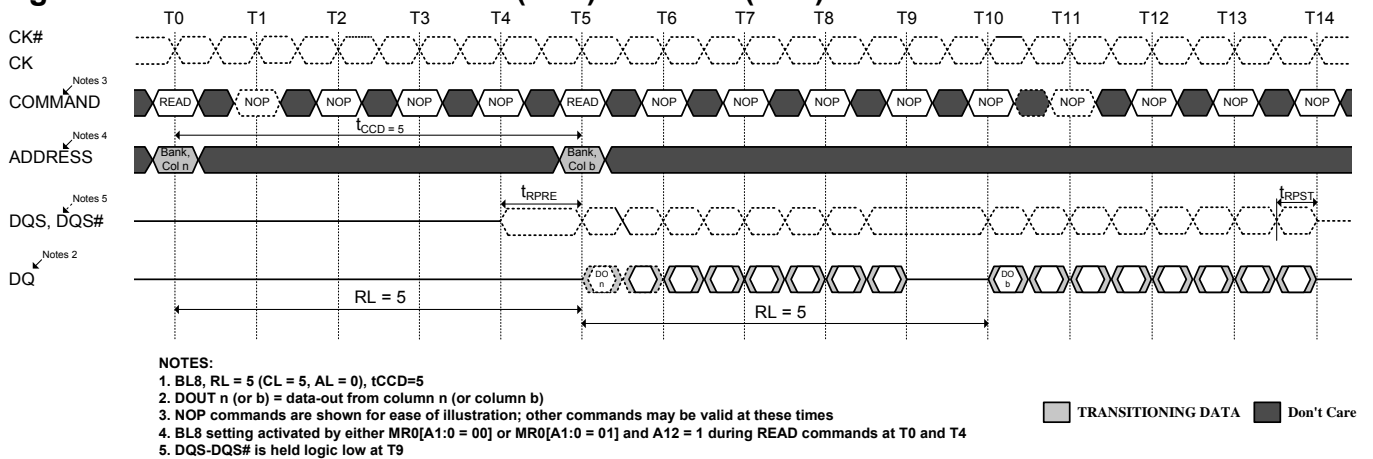 T0 T1 T2 T3 T4 T5 T6 T7 T8 T9 T10 T11 T12 T13 T14
CK#
CK
Notes 3
COMMAND READ NOP NOP NOP NOP READ NOP NOP NOP NOP NOP NOP NOP NOP NOP
tCCD = 5
Notes 4
ADDRESS
Bank, Col n
Bank, Col b
tRPRE
tRPST
Notes 5
DQS, DQS#
Notes 2
DQ
DO n
DO b
RL = 5
RL = 5
NOTES:
1. BL8, RL = 5 (CL = 5, AL = 0), tCCD=5
2. DOUT n (or b) = data-out from column n (or column b)
3. NOP commands are shown for ease of illustration; other commands may be valid at these times
4. BL8 setting activated by either MR0[A1:0 = 00] or MR0[A1:0 = 01] and A12 = 1 during READ commands at T0 and T4
5. DQS-DQS# is held logic low at T9
TRANSITIONING DATA
Don't Care